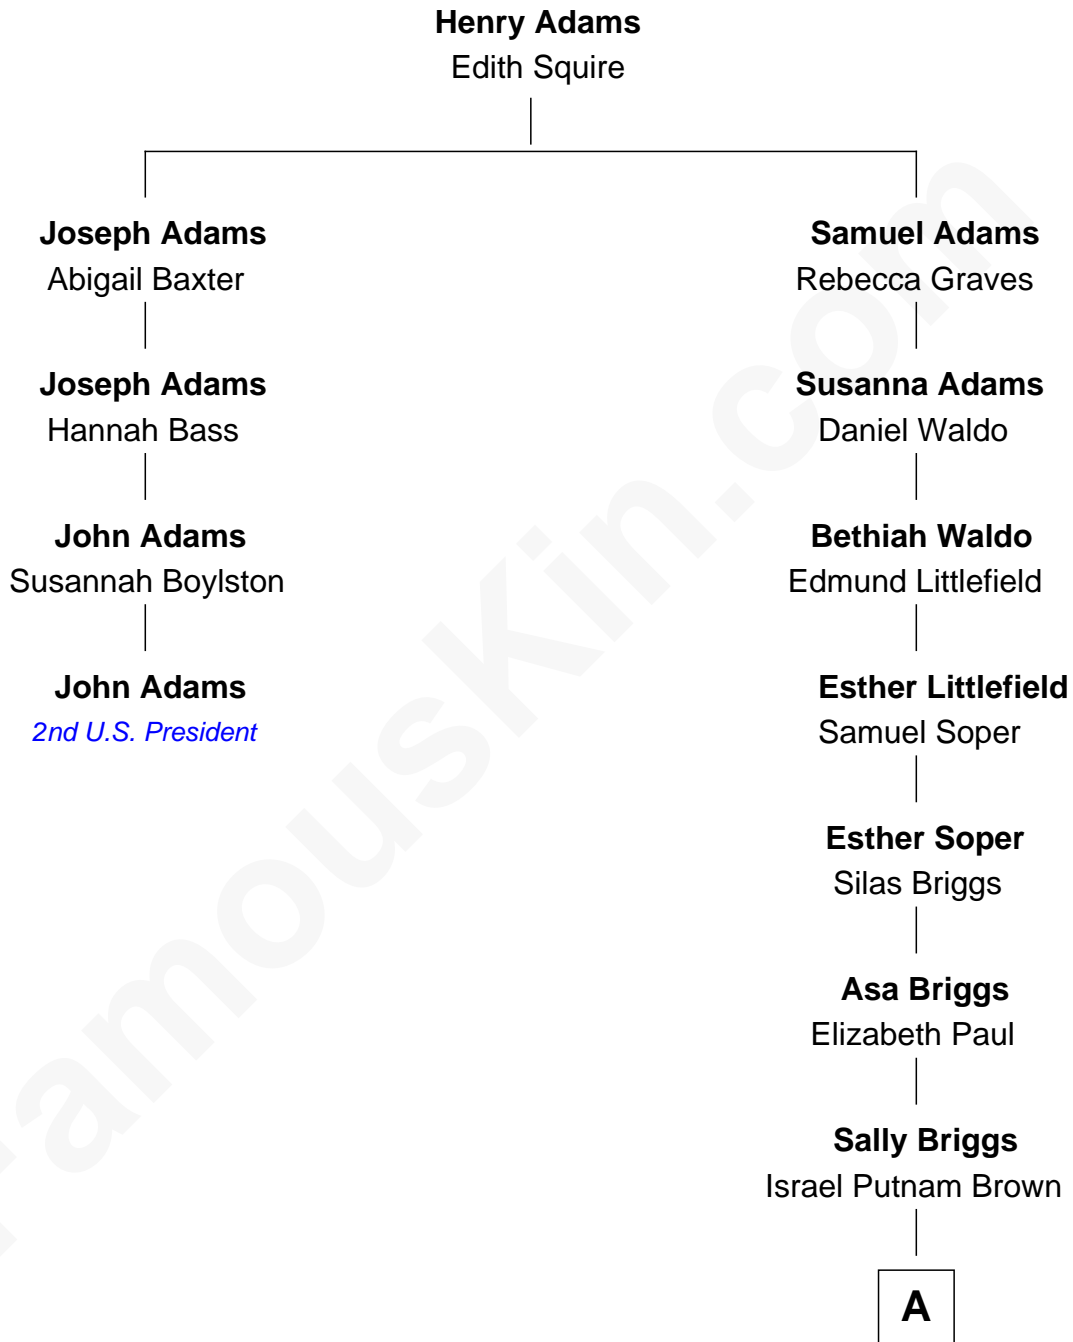 Henry Adams
Edith Squire
Joseph Adams
Abigail Baxter
Samuel Adams
Rebecca Graves
Joseph Adams
Hannah Bass
Susanna Adams
Daniel Waldo
John Adams
Susannah Boylston
Bethiah Waldo
Edmund Littlefield
John Adams
2nd U.S. President
Esther Littlefield
Samuel Soper
Esther Soper
Silas Briggs
Asa Briggs
Elizabeth Paul
Sally Briggs
Israel Putnam Brown
A
FamousKin.com